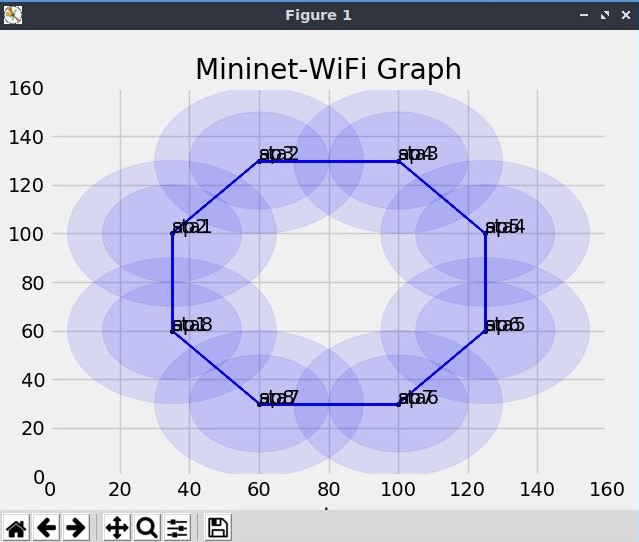 Figure 1
Mininet-WiFi Graph
160
140
120
100
80
60
40
20
0
ap3 sta2
ap4 sta3
ap2 sta1
ap5 sta4
ap1 sta8
ap6 sta5
ap8 sta7
ap7 sta6
0 20 40 60 80 100 120 140 160